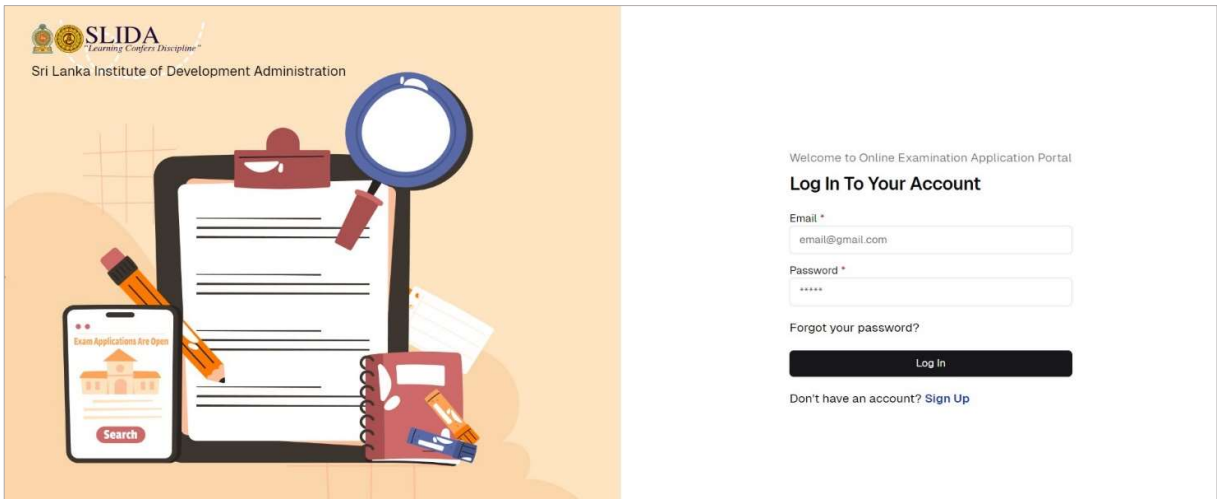 SLIDA
"Learning Confers Discipline"
Sri Lanka Institute of Development Administration
Exam Applications Are Open
Search
Welcome to Online Examination Application Portal
Log In To Your Account
Email *
email@gmail.com
Password *
*****
Forgot your password?
Log In
Don't have an account? Sign Up